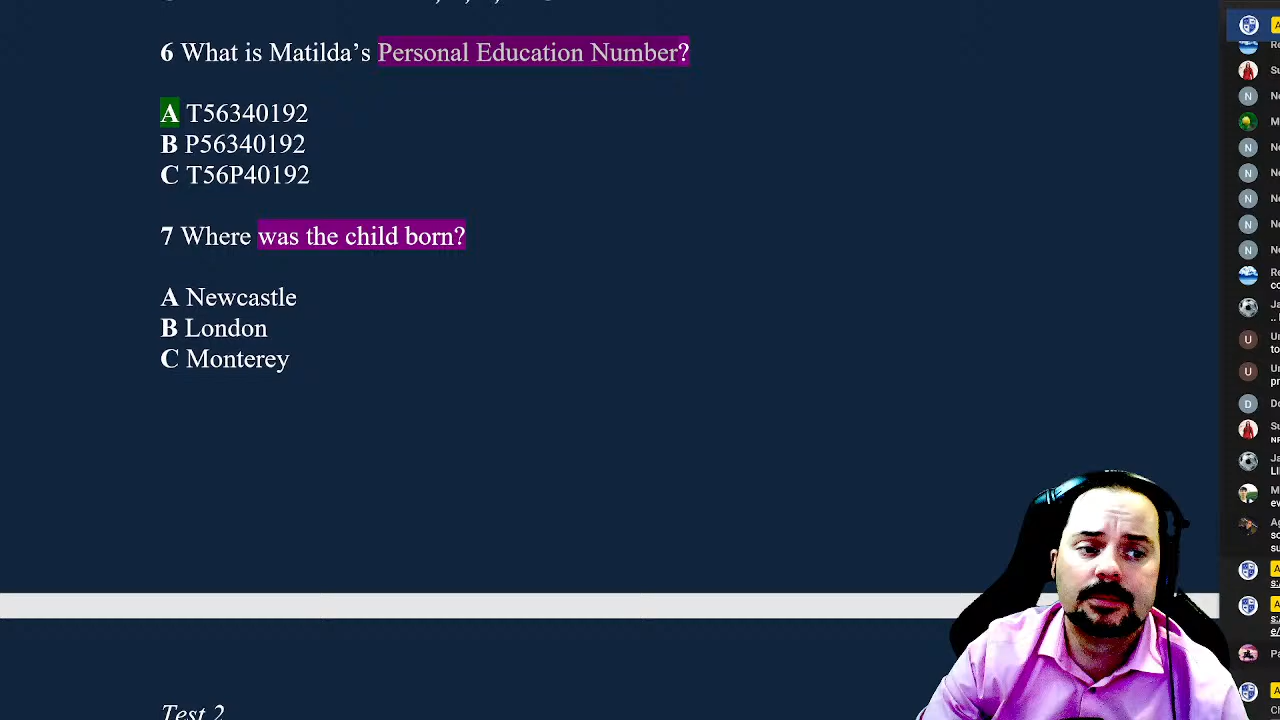 6 What is Matilda's Personal Education Number?
A T56340192
B P56340192
C T56P40192
7 Where was the child born?
A Newcastle
B London
C Monterey
Test 2